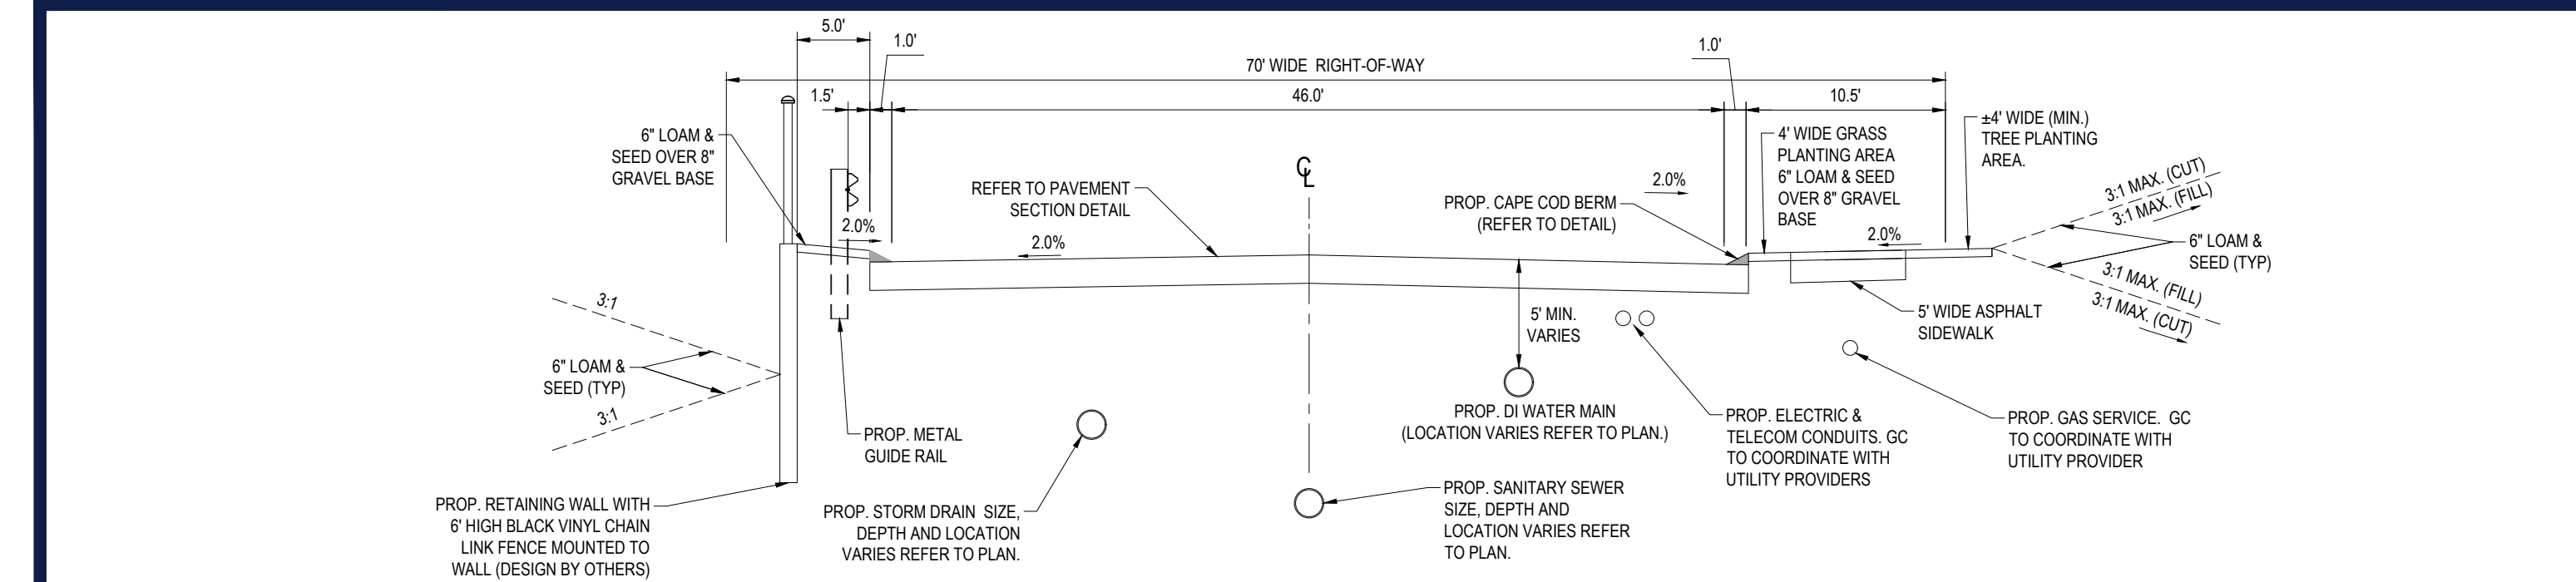 5.0'
1.0'
1.0'
70' WIDE RIGHT-OF-WAY
1.5'
46.0'
10.5'
6" LOAM &
SEED OVER 8"
GRAVEL BASE
REFER TO PAVEMENT
SECTION DETAIL
℄
PROP. CAPE COD BERM
(REFER TO DETAIL)
2.0%
4' WIDE GRASS
PLANTING AREA
6" LOAM & SEED
OVER 8" GRAVEL
BASE
±4' WIDE (MIN.)
TREE PLANTING
AREA.
3:1 MAX. (CUT)
3:1 MAX. (FILL)
2.0%
2.0%
2.0%
6" LOAM &
SEED (TYP)
3:1 MAX. (FILL)
3:1 MAX. (CUT)
3:1
6" LOAM &
SEED (TYP)
3:1
5' MIN.
VARIES
5' WIDE ASPHALT
SIDEWALK
PROP. METAL
GUIDE RAIL
PROP. DI WATER MAIN
(LOCATION VARIES REFER TO PLAN.)
PROP. ELECTRIC &
TELECOM CONDUITS. GC
TO COORDINATE WITH
UTILITY PROVIDERS
PROP. GAS SERVICE. GC
TO COORDINATE WITH
UTILITY PROVIDER
PROP. RETAINING WALL WITH
6' HIGH BLACK VINYL CHAIN
LINK FENCE MOUNTED TO
WALL (DESIGN BY OTHERS)
PROP. STORM DRAIN SIZE,
DEPTH AND LOCATION
VARIES REFER TO PLAN.
PROP. SANITARY SEWER
SIZE, DEPTH AND
LOCATION VARIES REFER
TO PLAN.